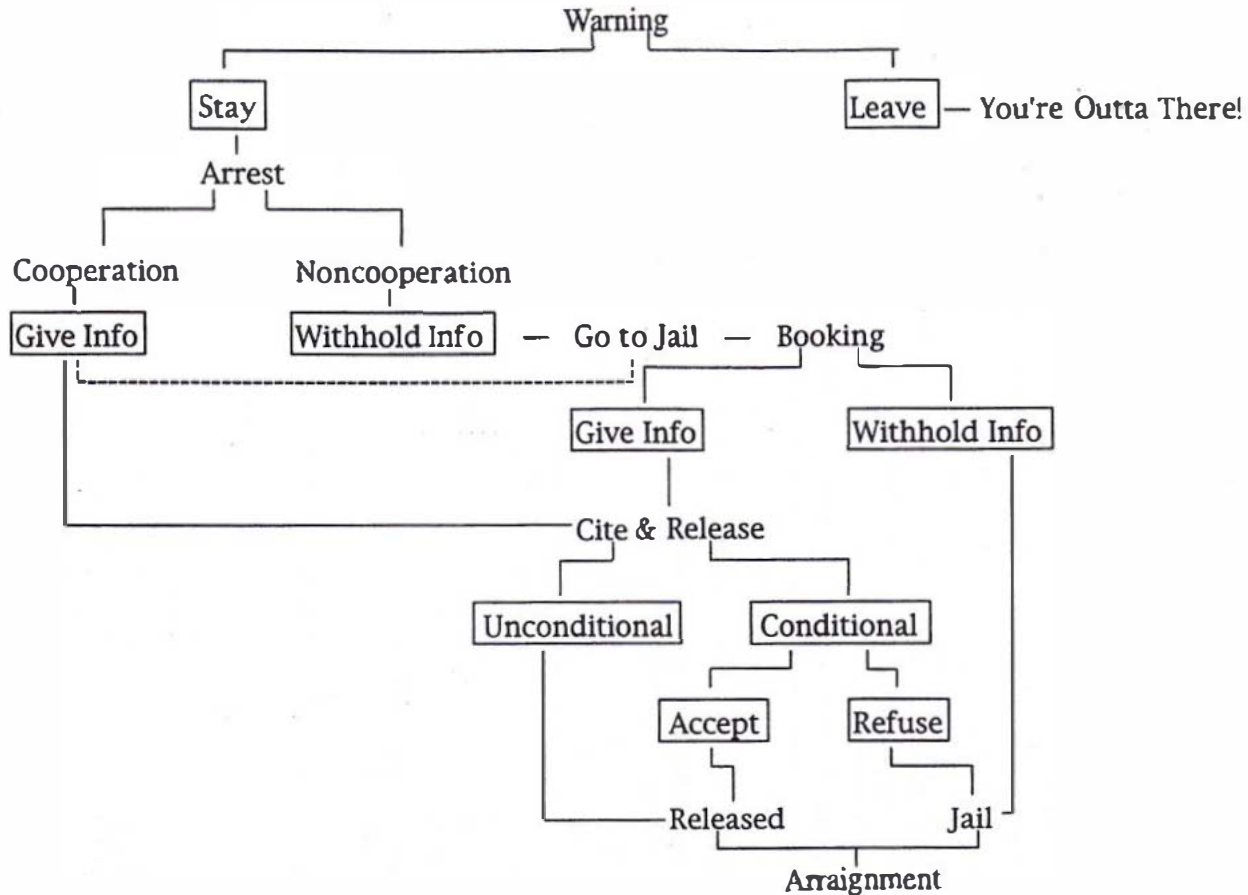 Warning
Stay
Leave — You're Outta There!
Arrest
Cooperation
Noncooperation
Give Info
Withhold Info — Go to Jail — Booking
Give Info
Withhold Info
Cite & Release
Unconditional
Conditional
Accept
Refuse
Released
Jail
Arraignment